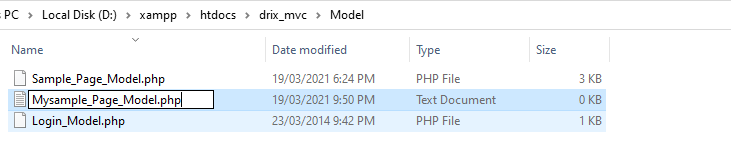 s PC > Local Disk (D:) > xampp > htdocs > drix_mvc > Model
Name Date modified Type Size
Sample_Page_Model.php 19/03/2021 6:24 PM PHP File 3 KB
Mysample_Page_Model.php 19/03/2021 9:50 PM Text Document 0 KB
Login_Model.php 23/03/2014 9:42 PM PHP File 1 KB